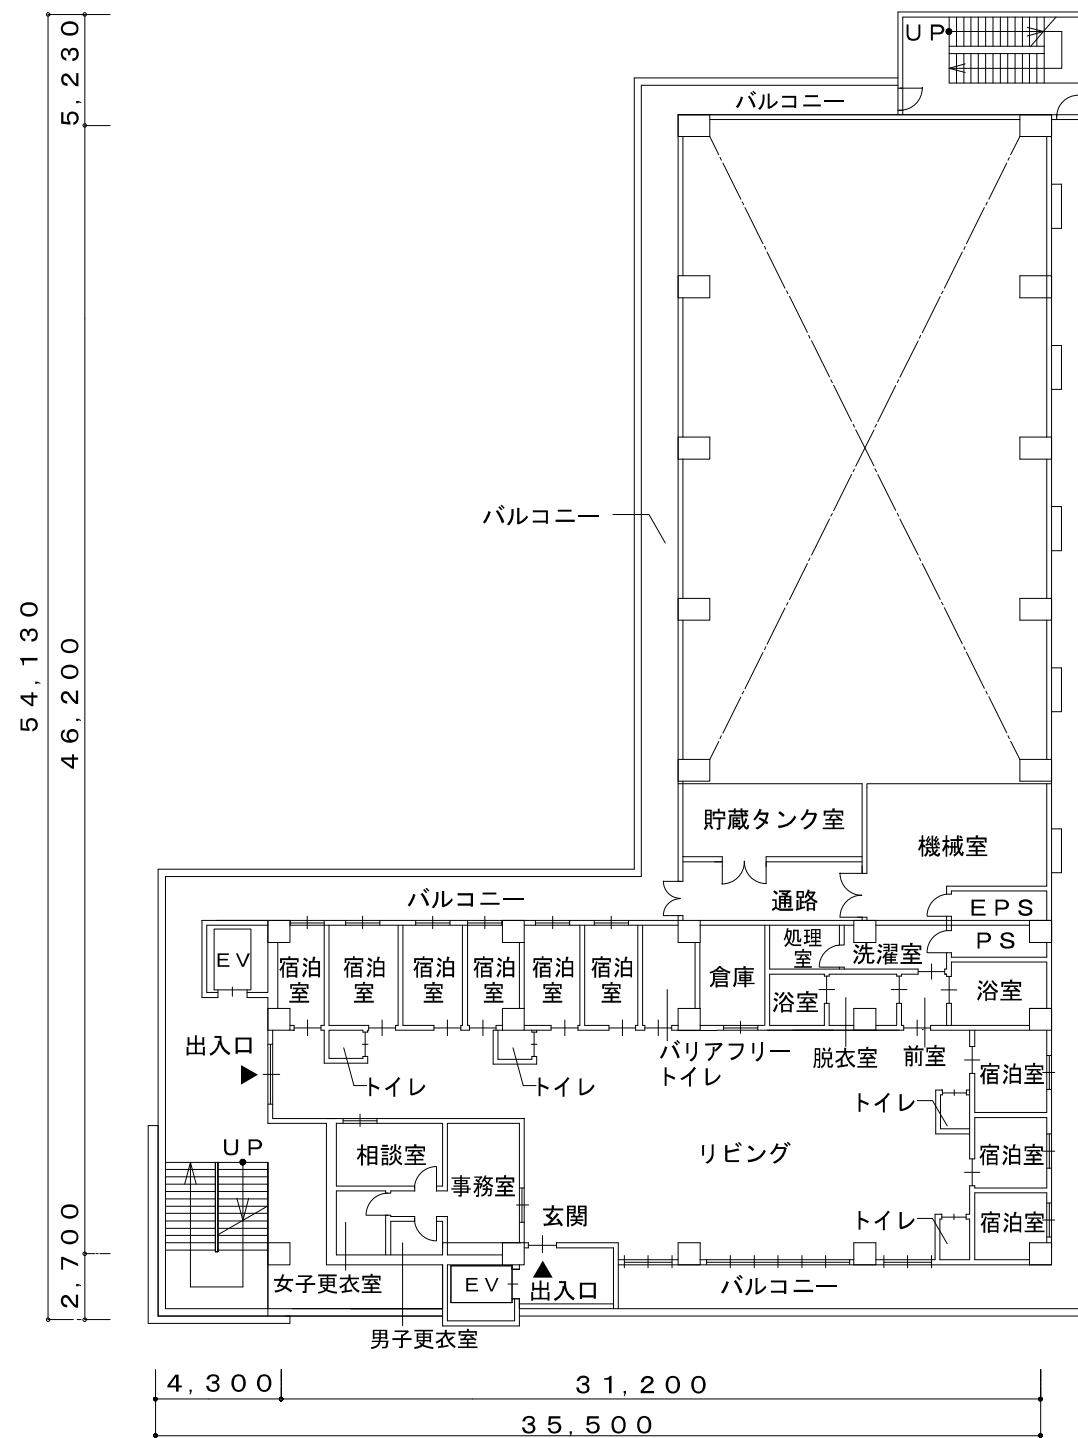 UP
バルコニー
5,230
バルコニー
54,130
46,200
貯蔵タンク室
機械室
バルコニー
通路
EPS
処理
室
洗濯室
PS
EV
宿泊
室
宿泊
室
宿泊
室
宿泊
室
宿泊
室
宿泊
室
倉庫
浴室
浴室
出入口
バリアフリー
トイレ
脱衣室
前室
トイレ
トイレ
宿泊室
トイレ
UP
相談室
リビング
宿泊室
事務室
玄関
トイレ
宿泊室
2,700
女子更衣室
EV
出入口
バルコニー
男子更衣室
4,300
31,200
35,500